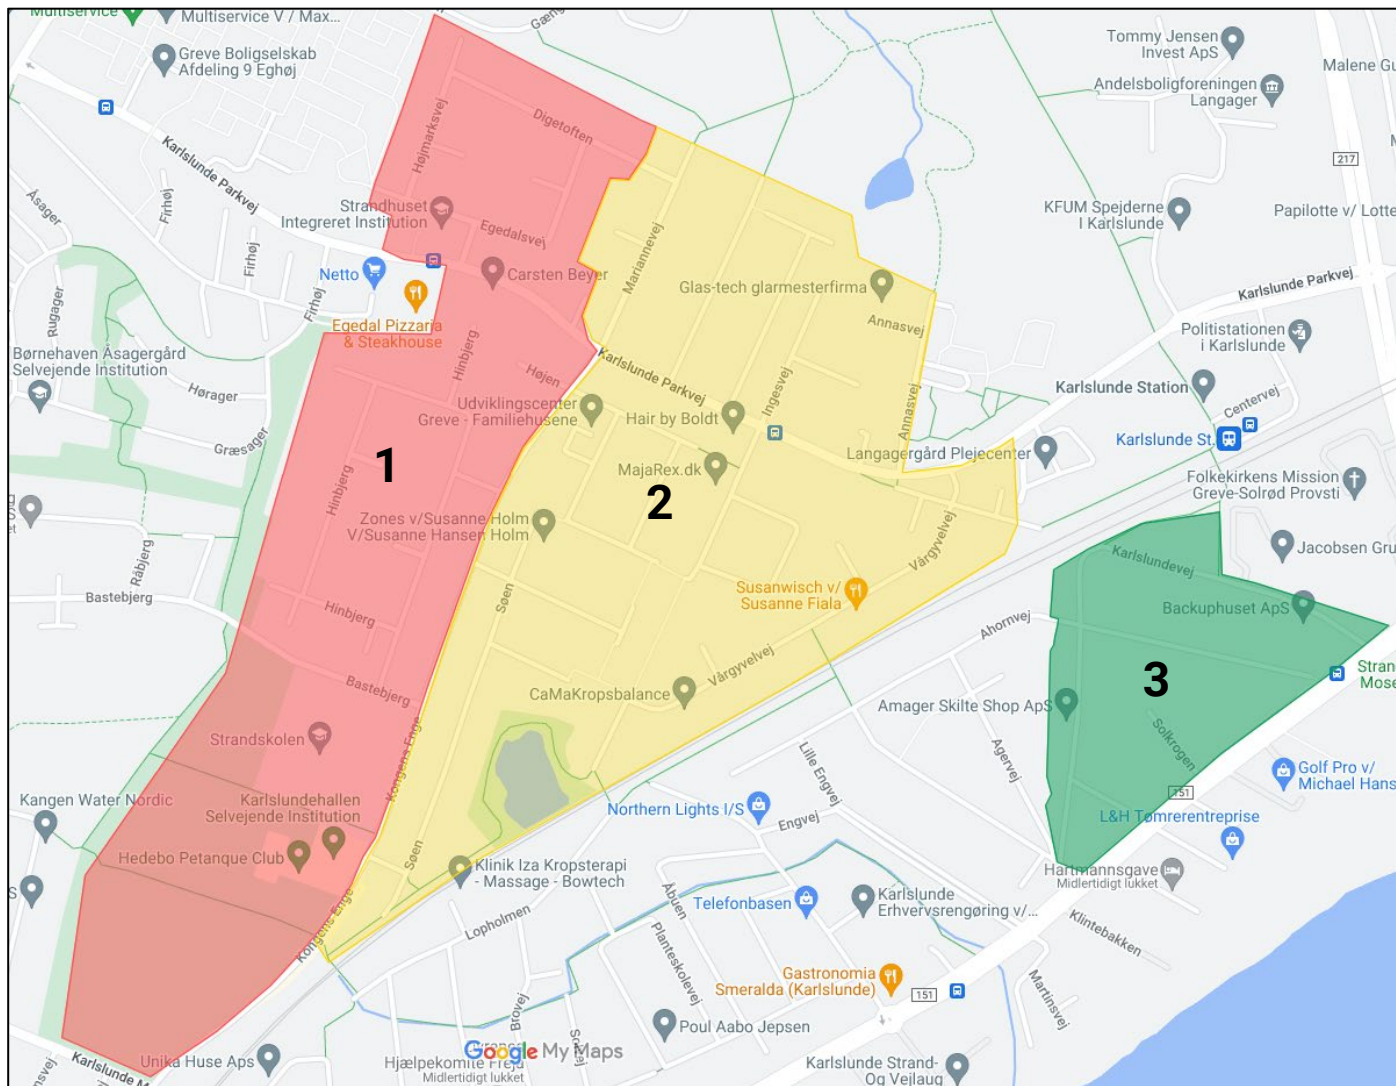 Multiservice
Multiservice V / Max...
Greve Boligselskab
Afdeling 9 Eghøj
Tommy Jensen
Invest ApS
Andelsboligforeningen
Langager
217
Karlslunde Parkvej
Højmarksvej
Digetoften
Åsager
Firhøj
Strandhuset
Integreret Institution
Egedalsvej
Mariannevej
KFUM Spejderne
I Karlslunde
Papilotte v/ Lotte
Firhøj
Netto
Carsten Beyer
Glas-tech glarmesterfirma
Karlslunde Parkvej
Rugager
Firhøj
Egedal Pizzaria
& Steakhouse
Annasvej
Politistationen
i Karlslunde
Børnehaven Åsagergård
Selvejende Institution
Hinbjerg
Højen
Karlslunde Parkvej
Ingesvej
Annasvej
Karlslunde Station
Centervej
Hørager
Udviklingscenter
Greve - Familiehusene
Hair by Boldt
Græsager
Langagergård Plejecenter
Karlslunde St.
1
2
MajaRex.dk
Hinbjerg
Folkekirkens Mission
Greve-Solrød Provsti
Zones v/Susanne Holm
V/Susanne Hansen Holm
Vårgyvelvej
Jacobsen Gru
Råbjerg
Karlslundevej
Bastebjerg
Søen
Susanwisch v/
Susanne Fiala
Backuphuset ApS
Hinbjerg
Ahornvej
Vårgyvelvej
3
Bastebjerg
CaMaKropsbalance
Amager Skilte Shop ApS
Strandskolen
Kongens Enge
Lille Engvej
Agervej
Solkrogen
Golf Pro v/
Michael Hans
Kangen Water Nordic
Karlslundehallen
Selvejende Institution
Northern Lights I/S
Engvej
151
L&H Tømrerentreprise
Hedebo Petanque Club
Søen
Klinik Iza Kropsterapi
- Massage - Bowtech
Hartmannsgave
Midlertidigt lukket
Kongens Enge
Lopholmen
Åbuen
Telefonbasen
Karlslunde
Erhvervsrengøring v/...
Klintebakken
Planteskolevej
Gastronomia
Smeralda (Karlslunde)
151
Martinsvej
Brovej
Poul Aabo Jepsen
Karlslunde M
Unika Huse Aps
Google My Maps
Hjælpekomite Freja
Midlertidigt lukket
Karlslunde Strand-
Og Vejlaug